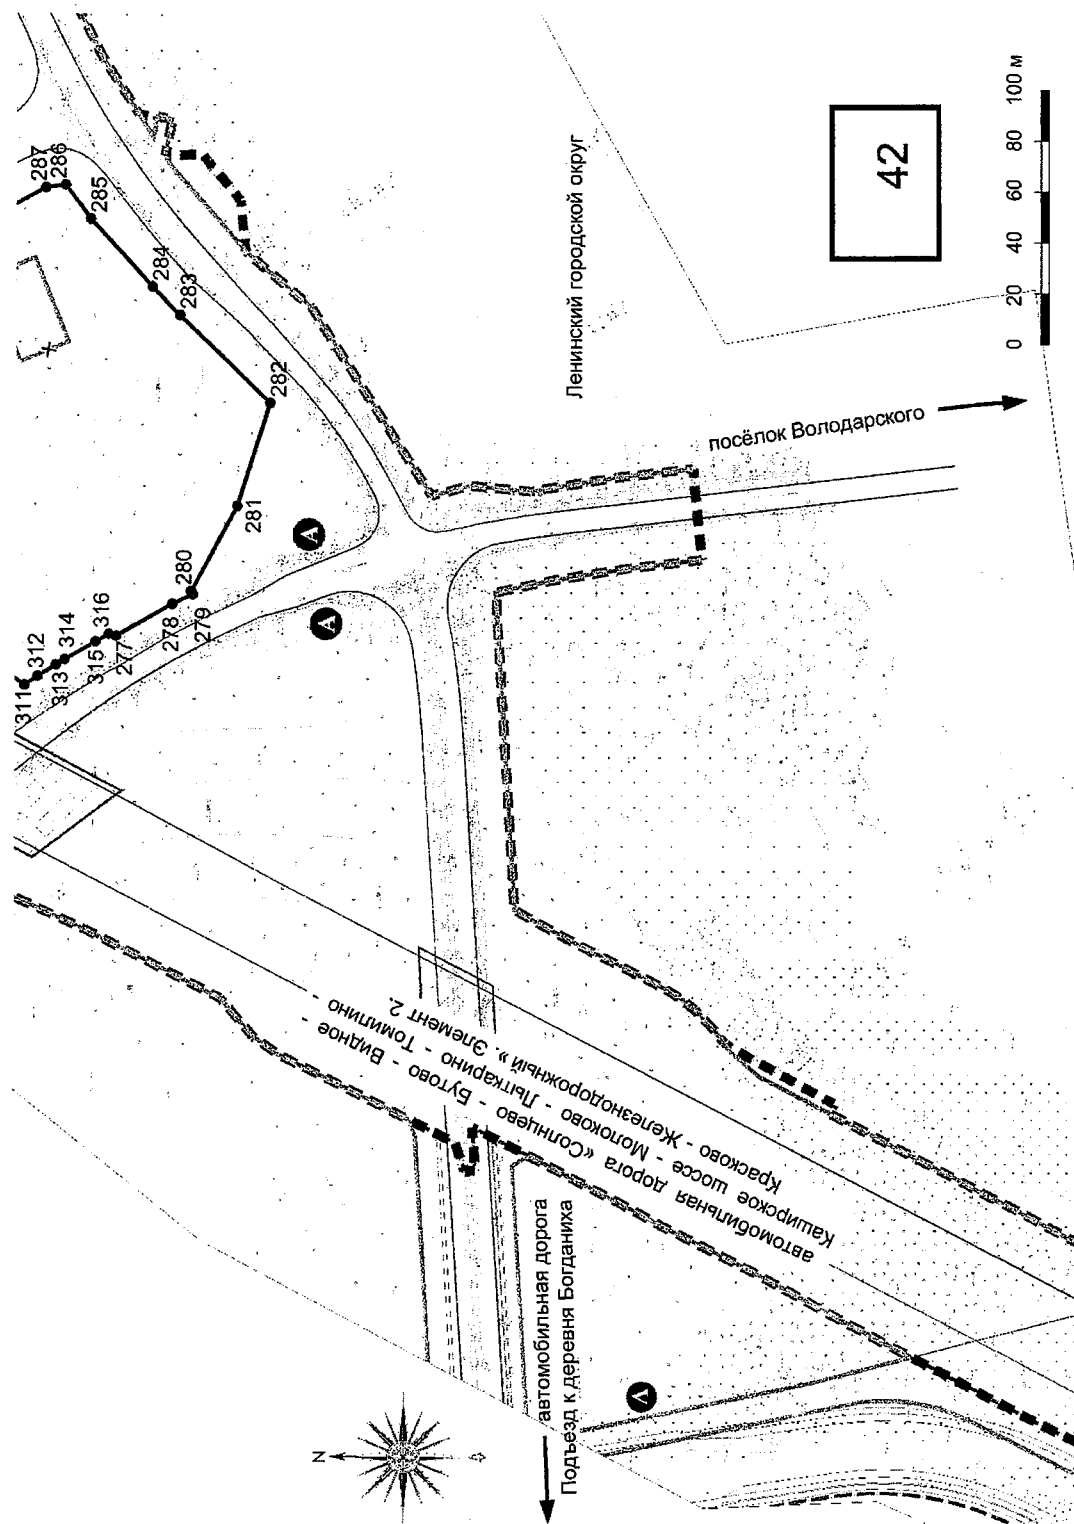 287
286
285
284
283
282
281
280
279
278
277
316
315
314
313
312
311
А
А
А
Ленинский городской округ
42
0 20 40 60 80 100 м
посёлок Володарского
автомобильная дорога «Солнцево - Бутово - Видное -
Каширское шоссе - Молоково - Лыткарино - Томилино -
Красково - Железнодорожный». Элемент 2.
автомобильная дорога
Подъезд к деревня Богданиха
N